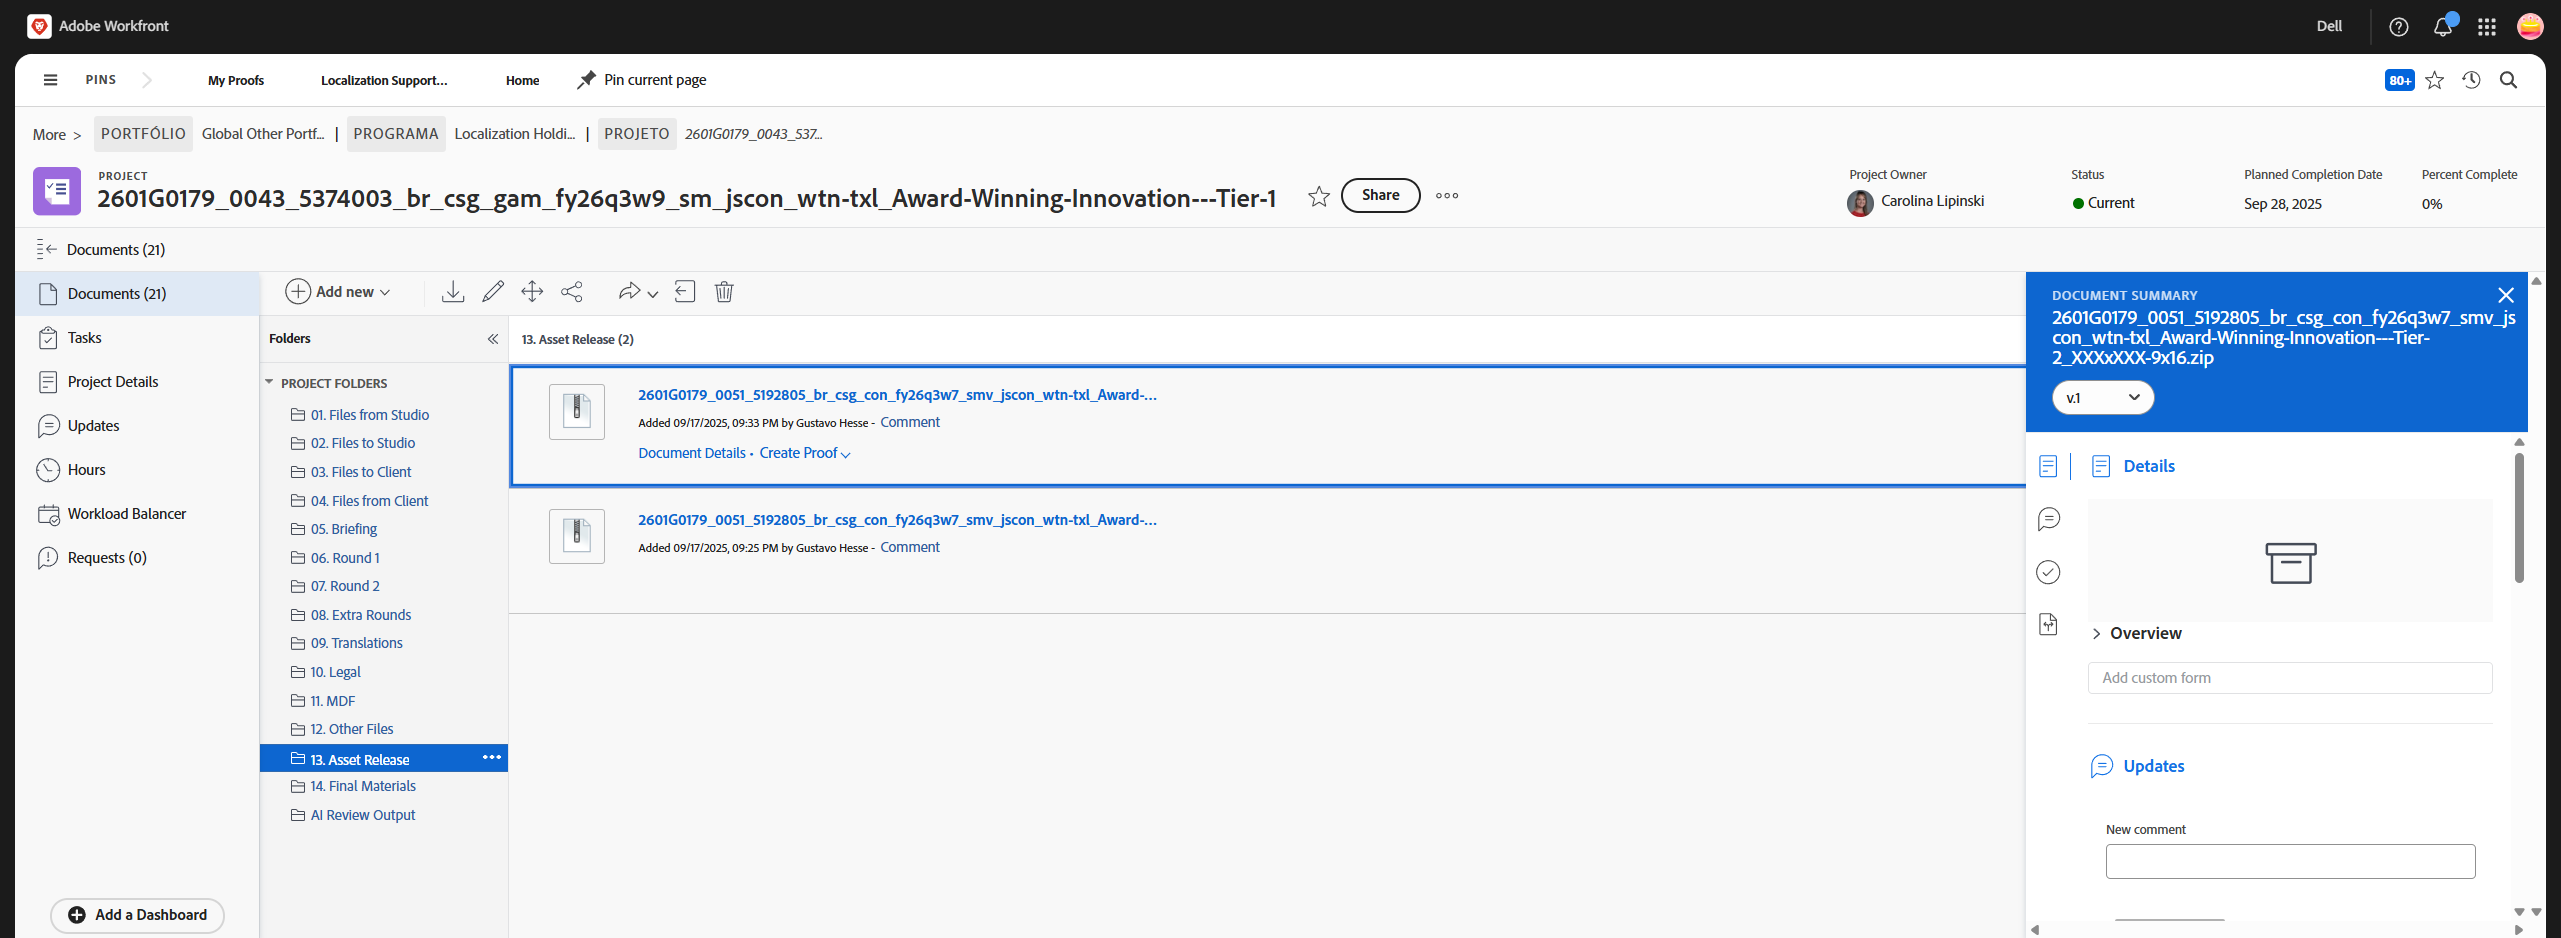 Adobe Workfront
Dell
PINS
My Proofs
Localization Support...
Home
Pin current page
80+
More >
PORTFÓLIO
Global Other Portf...
|
PROGRAMA
Localization Holdi...
|
PROJETO
2601G0179_0043_537...
PROJECT
2601G0179_0043_5374003_br_csg_gam_fy26q3w9_sm_jscon_wtn-txl_Award-Winning-Innovation---Tier-1
Share
Project Owner
Carolina Lipinski
Status
Current
Planned Completion Date
Sep 28, 2025
Percent Complete
0%
Documents (21)
Documents (21)
Tasks
Project Details
Updates
Hours
Workload Balancer
Requests (0)
Add a Dashboard
Add new
Folders
PROJECT FOLDERS
01. Files from Studio
02. Files to Studio
03. Files to Client
04. Files from Client
05. Briefing
06. Round 1
07. Round 2
08. Extra Rounds
09. Translations
10. Legal
11. MDF
12. Other Files
13. Asset Release
14. Final Materials
AI Review Output
13. Asset Release (2)
2601G0179_0051_5192805_br_csg_con_fy26q3w7_smv_jscon_wtn-txl_Award-...
Added 09/17/2025, 09:33 PM by Gustavo Hesse - Comment
Document Details • Create Proof
2601G0179_0051_5192805_br_csg_con_fy26q3w7_smv_jscon_wtn-txl_Award-...
Added 09/17/2025, 09:25 PM by Gustavo Hesse - Comment
DOCUMENT SUMMARY
2601G0179_0051_5192805_br_csg_con_fy26q3w7_smv_js
con_wtn-txl_Award-Winning-Innovation---Tier-
2_XXXxXXX-9x16.zip
v.1
Details
Overview
Add custom form
Updates
New comment